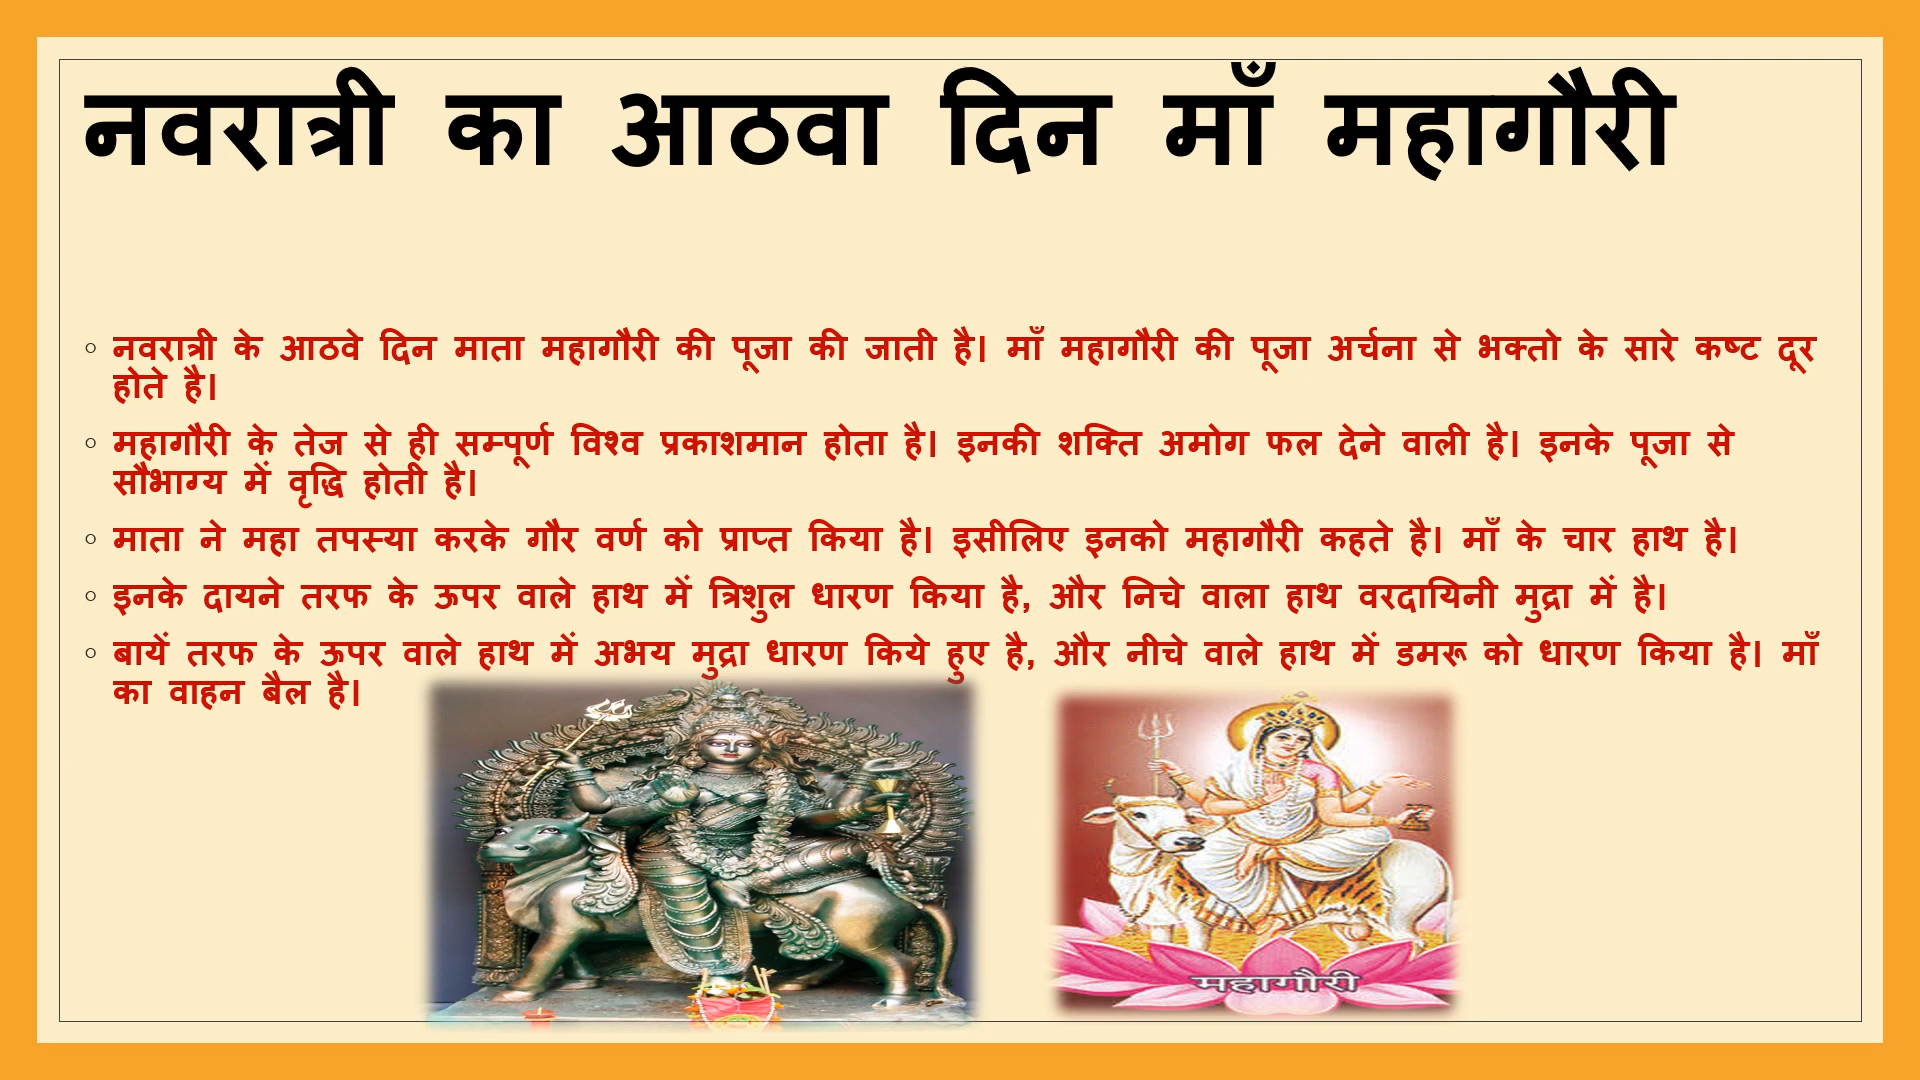 नवरात्री का आठवा दिन माँ महागौरी
नवरात्री के आठवे दिन माता महागौरी की पूजा की जाती है। माँ महागौरी की पूजा अर्चना से भक्तो के सारे कष्ट दूर
होते है।
महागौरी के तेज से ही सम्पूर्ण विश्व प्रकाशमान होता है। इनकी शक्ति अमोग फल देने वाली है। इनके पूजा से
सौभाग्य में वृद्धि होती है।
माता ने महा तपस्या करके गौर वर्ण को प्राप्त किया है। इसीलिए इनको महागौरी कहते है। माँ के चार हाथ है।
इनके दायने तरफ के ऊपर वाले हाथ में त्रिशुल धारण किया है, और निचे वाला हाथ वरदायिनी मुद्रा में है।
बायें तरफ के ऊपर वाले हाथ में अभय मुद्रा धारण किये हुए है, और नीचे वाले हाथ में डमरू को धारण किया है। माँ
का वाहन बैल है।
महागौरी